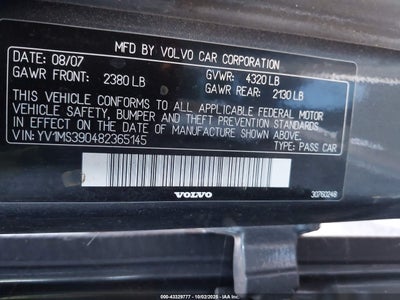 MFD BY VOLVO CAR CORPORATION
DATE 08/07 GVWR: 4320 LB
GAWR FRONT: 2380 LB GAWR REAR: 2130 LB
THIS VEHICLE CONFORMS TO ALL APPLICABLE FEDERAL MOTOR
VEHICLE SAFETY, BUMPER AND THEFT PREVENTION STANDARDS
IN EFFECT ON THE DATE OF MANUFACTURE SHOWN ABOVE.
VIN: YV1MS390482365145 TYPE: PASS CAR
VOLVO 30760248
©Stock#: 000-43329777 - 10/02/2025 - IAA Inc.